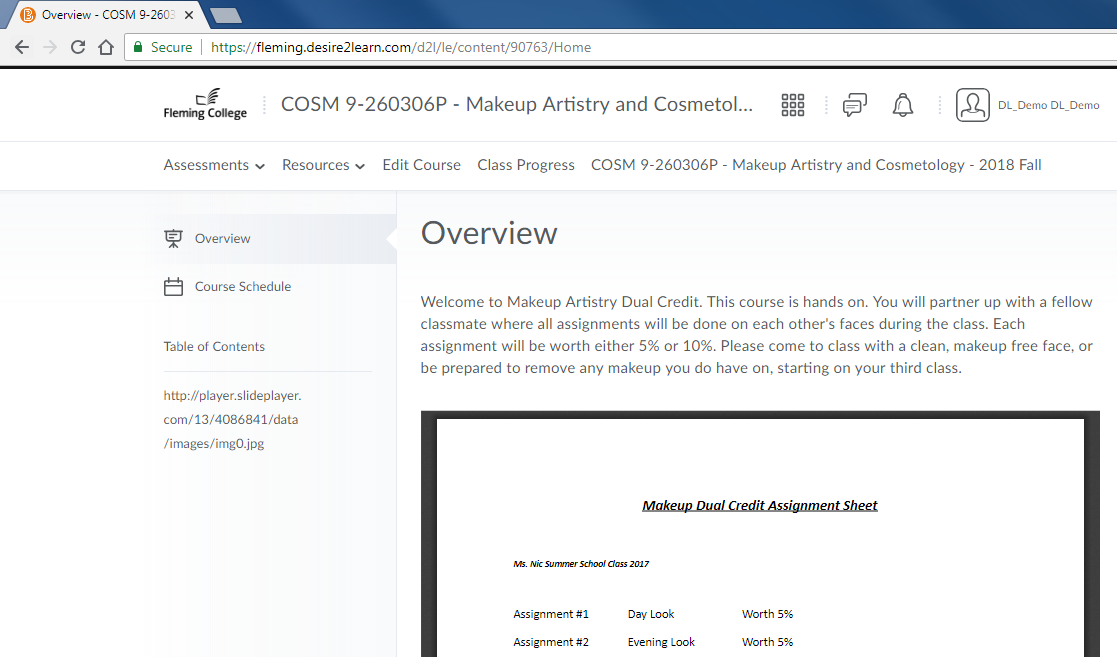 Overview - COSM 9-2603
Secure https://fleming.desire2learn.com/d2l/le/content/90763/Home
Fleming College
COSM 9-260306P - Makeup Artistry and Cosmetol...
DL_Demo DL_Demo
Assessments Resources Edit Course Class Progress COSM 9-260306P - Makeup Artistry and Cosmetology - 2018 Fall
Overview
Course Schedule
Table of Contents
http://player.slideplayer.
com/13/4086841/data
/images/img0.jpg
Overview
Welcome to Makeup Artistry Dual Credit. This course is hands on. You will partner up with a fellow
classmate where all assignments will be done on each other's faces during the class. Each
assignment will be worth either 5% or 10%. Please come to class with a clean, makeup free face, or
be prepared to remove any makeup you do have on, starting on your third class.
Makeup Dual Credit Assignment Sheet
Ms. Nic Summer School Class 2017
Assignment #1 Day Look Worth 5%
Assignment #2 Evening Look Worth 5%